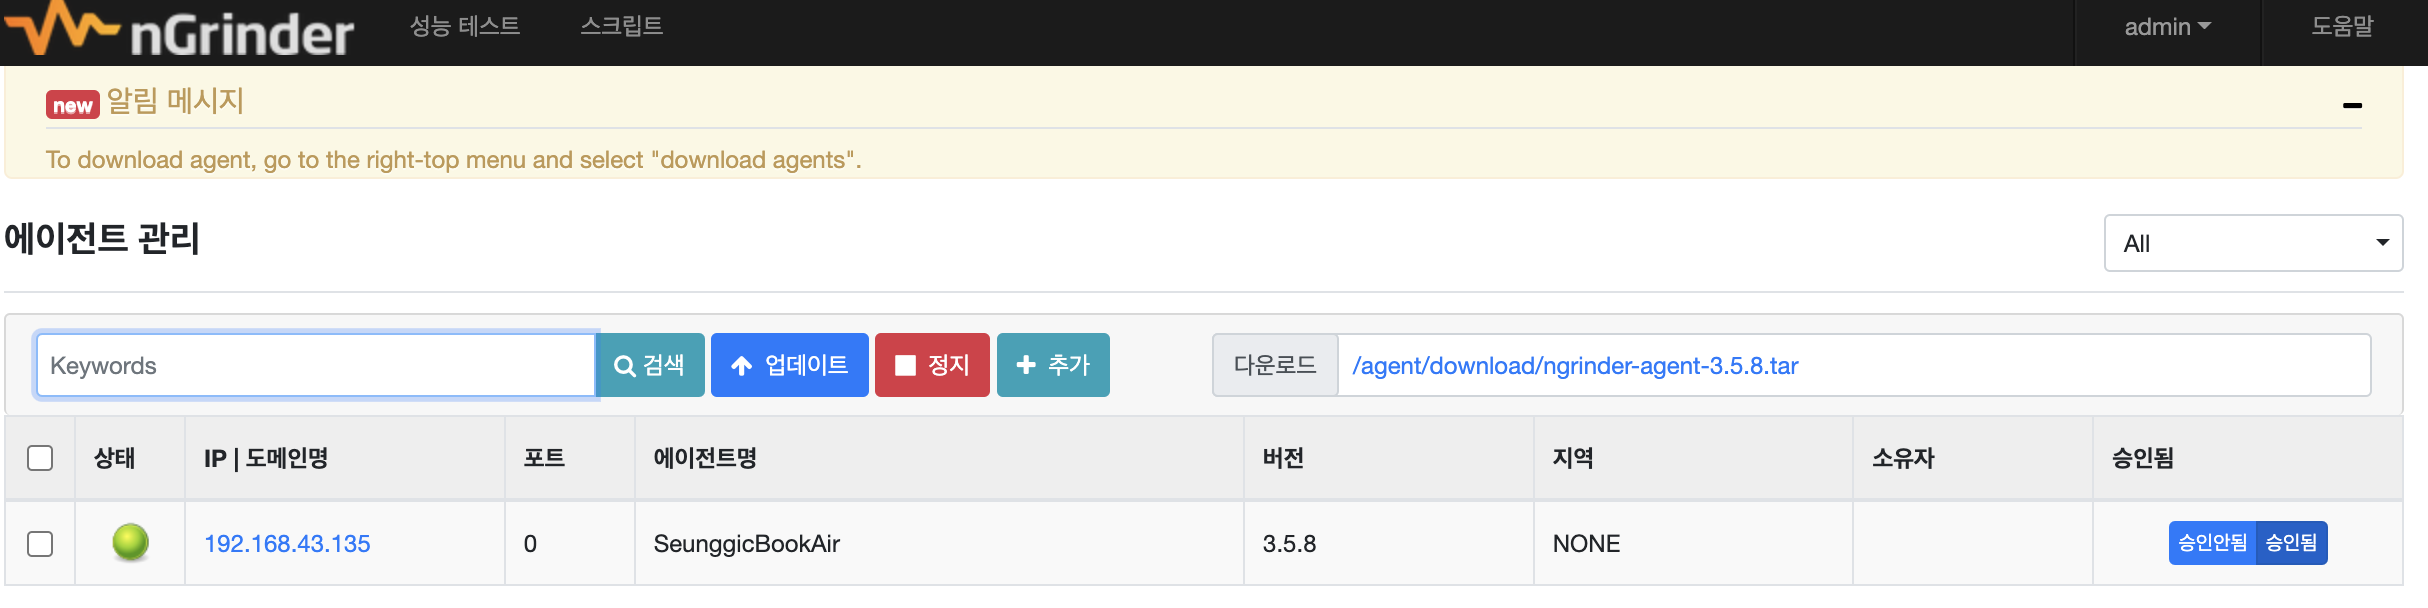 nGrinder 성능 테스트 스크립트 admin 도움말
new 알림 메시지
To download agent, go to the right-top menu and select "download agents".
에이전트 관리 All
Keywords 검색 업데이트 정지 추가 다운로드 /agent/download/ngrinder-agent-3.5.8.tar
상태 IP | 도메인명 포트 에이전트명 버전 지역 소유자 승인됨
192.168.43.135 0 SeunggicBookAir 3.5.8 NONE 승인안됨 승인됨